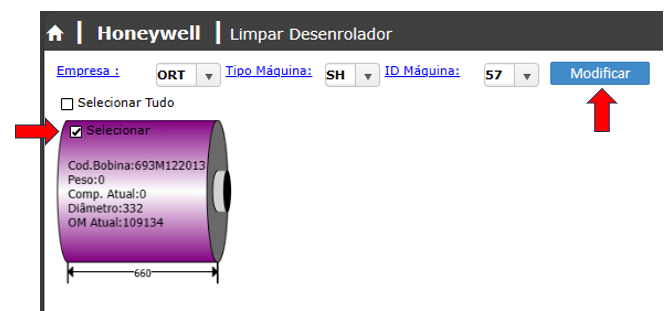 Honeywell | Limpar Desenrolador
Empresa : ORT Tipo Máquina: SH ID Máquina: 57 Modificar
Selecionar Tudo
Selecionar
Cod.Bobina:693M122013
Peso:0
Comp. Atual:0
Diâmetro:332
OM Atual:109134
660